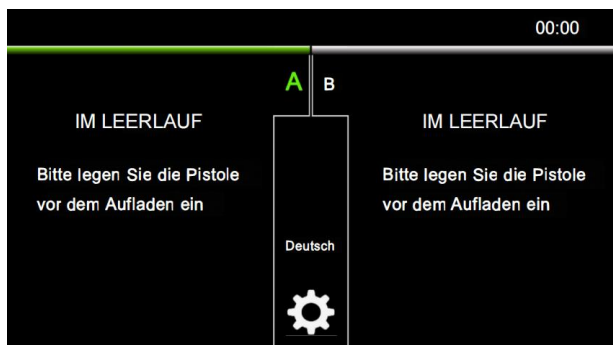 00:00
A
B
IM LEERLAUF
Bitte legen Sie die Pistole
vor dem Aufladen ein
Deutsch
IM LEERLAUF
Bitte legen Sie die Pistole
vor dem Aufladen ein